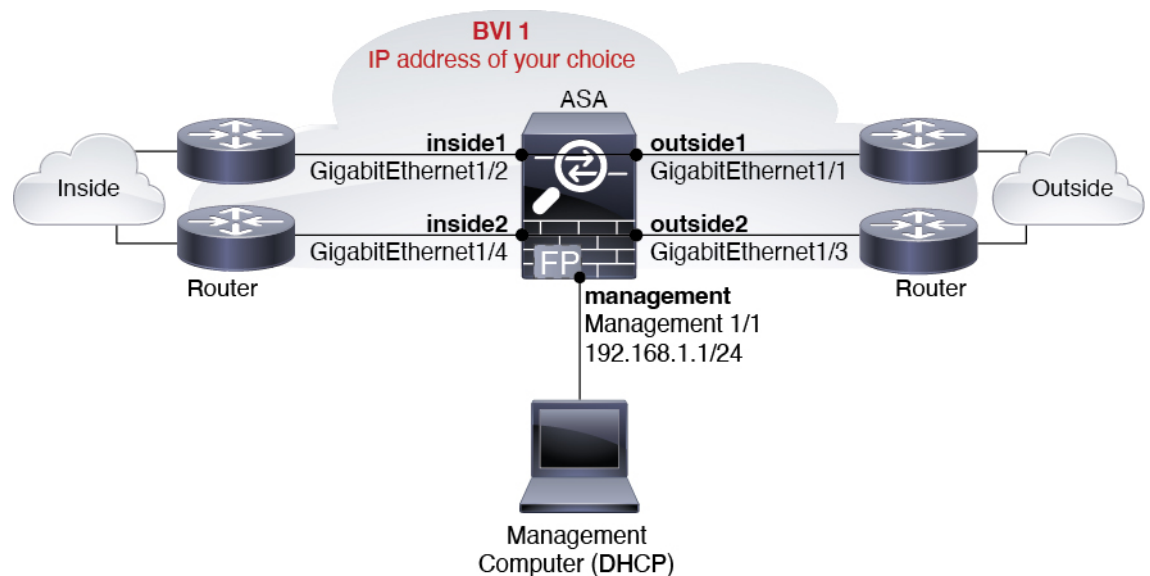 BVI 1
IP address of your choice
ASA
inside1
GigabitEthernet1/2
outside1
GigabitEthernet1/1
Inside
Outside
inside2
GigabitEthernet1/4
outside2
GigabitEthernet1/3
FP
Router
Router
management
Management 1/1
192.168.1.1/24
Management
Computer (DHCP)